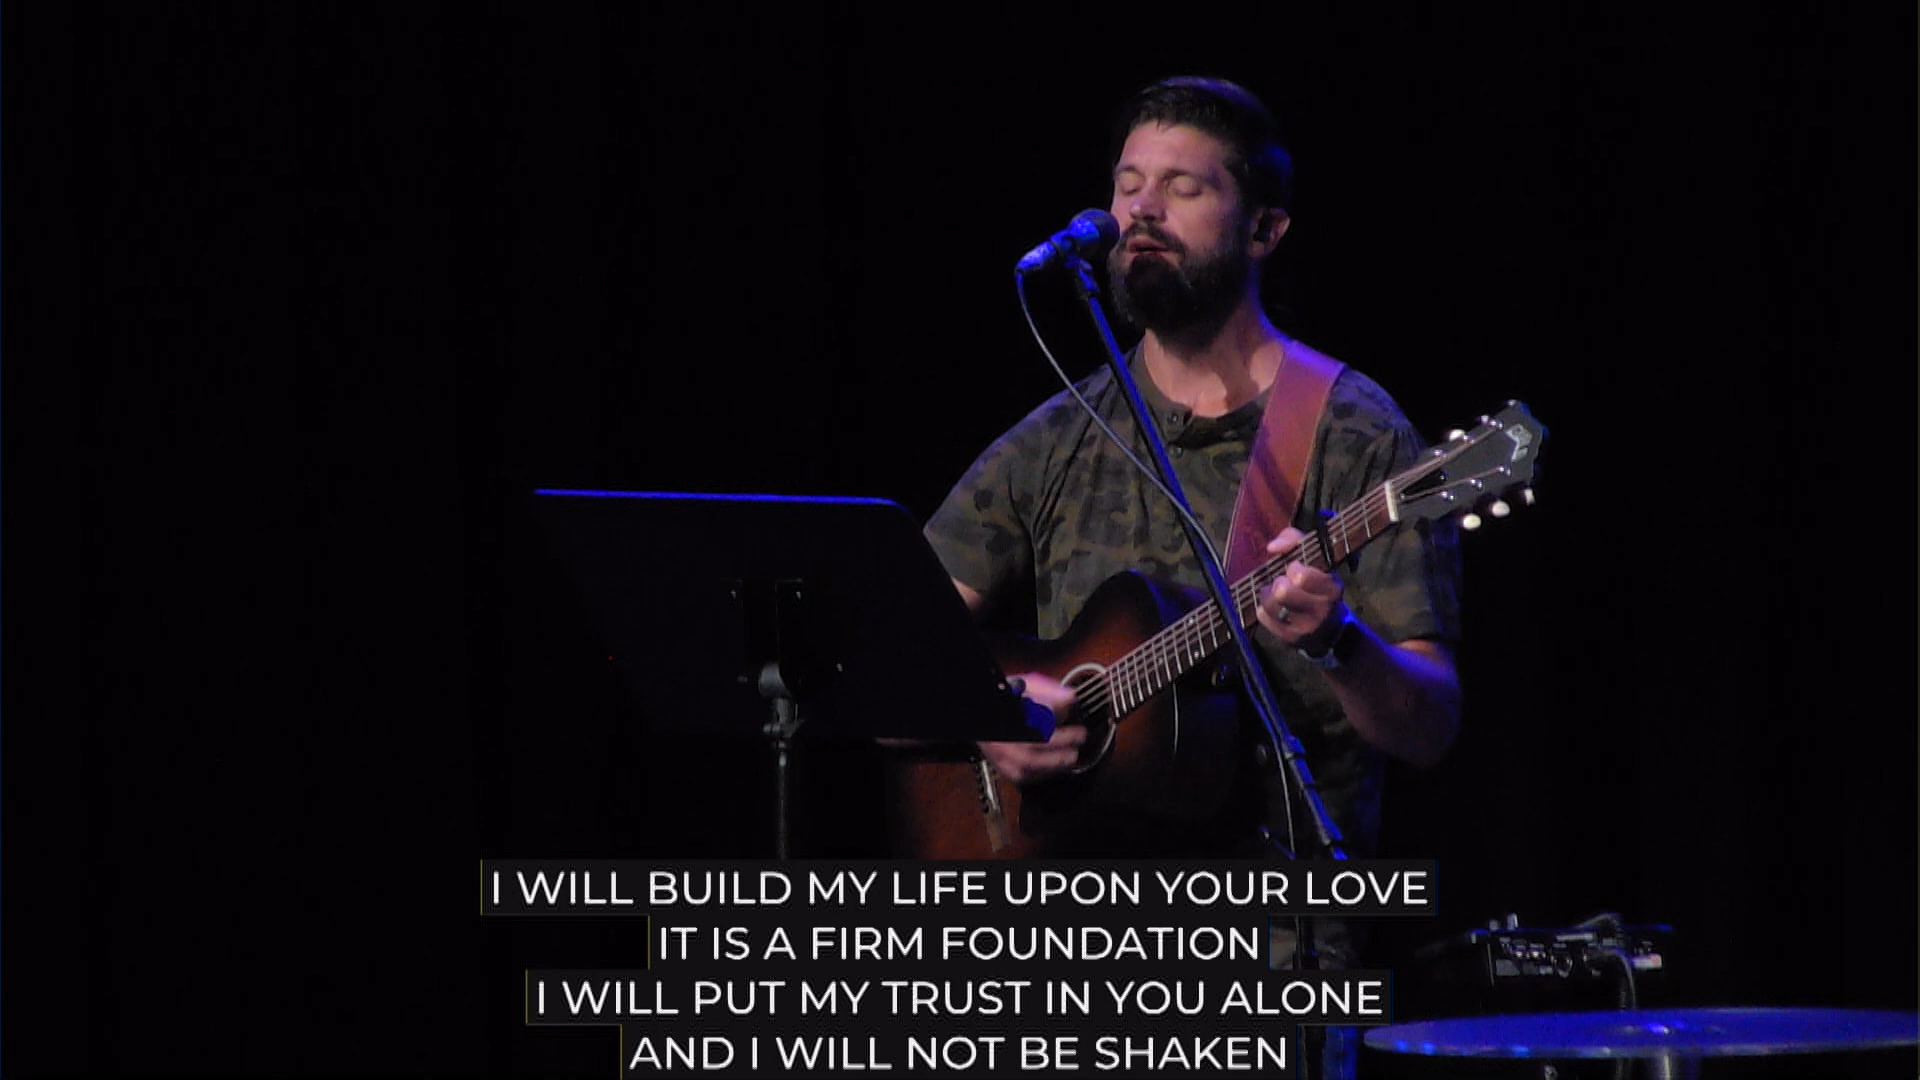 I WILL BUILD MY LIFE UPON YOUR LOVE
IT IS A FIRM FOUNDATION
I WILL PUT MY TRUST IN YOU ALONE
AND I WILL NOT BE SHAKEN